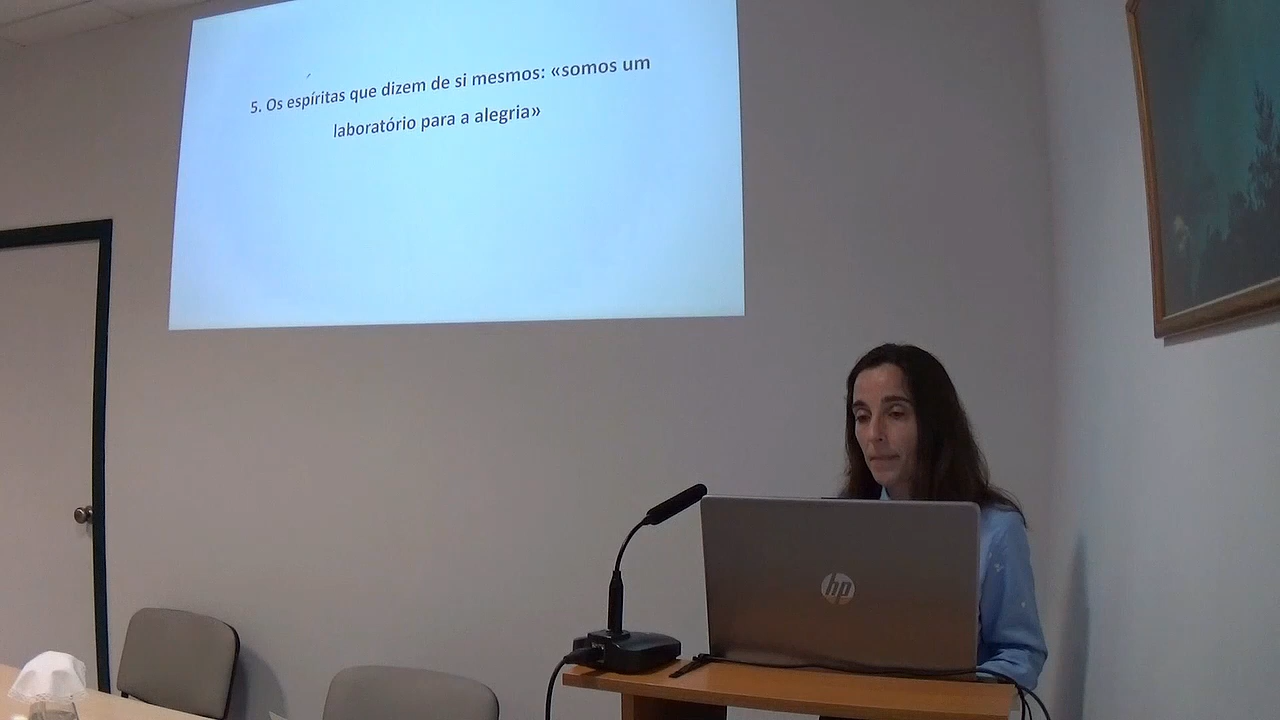 5. Os espíritas que dizem de si mesmos: «somos um
laboratório para a alegria»
hp